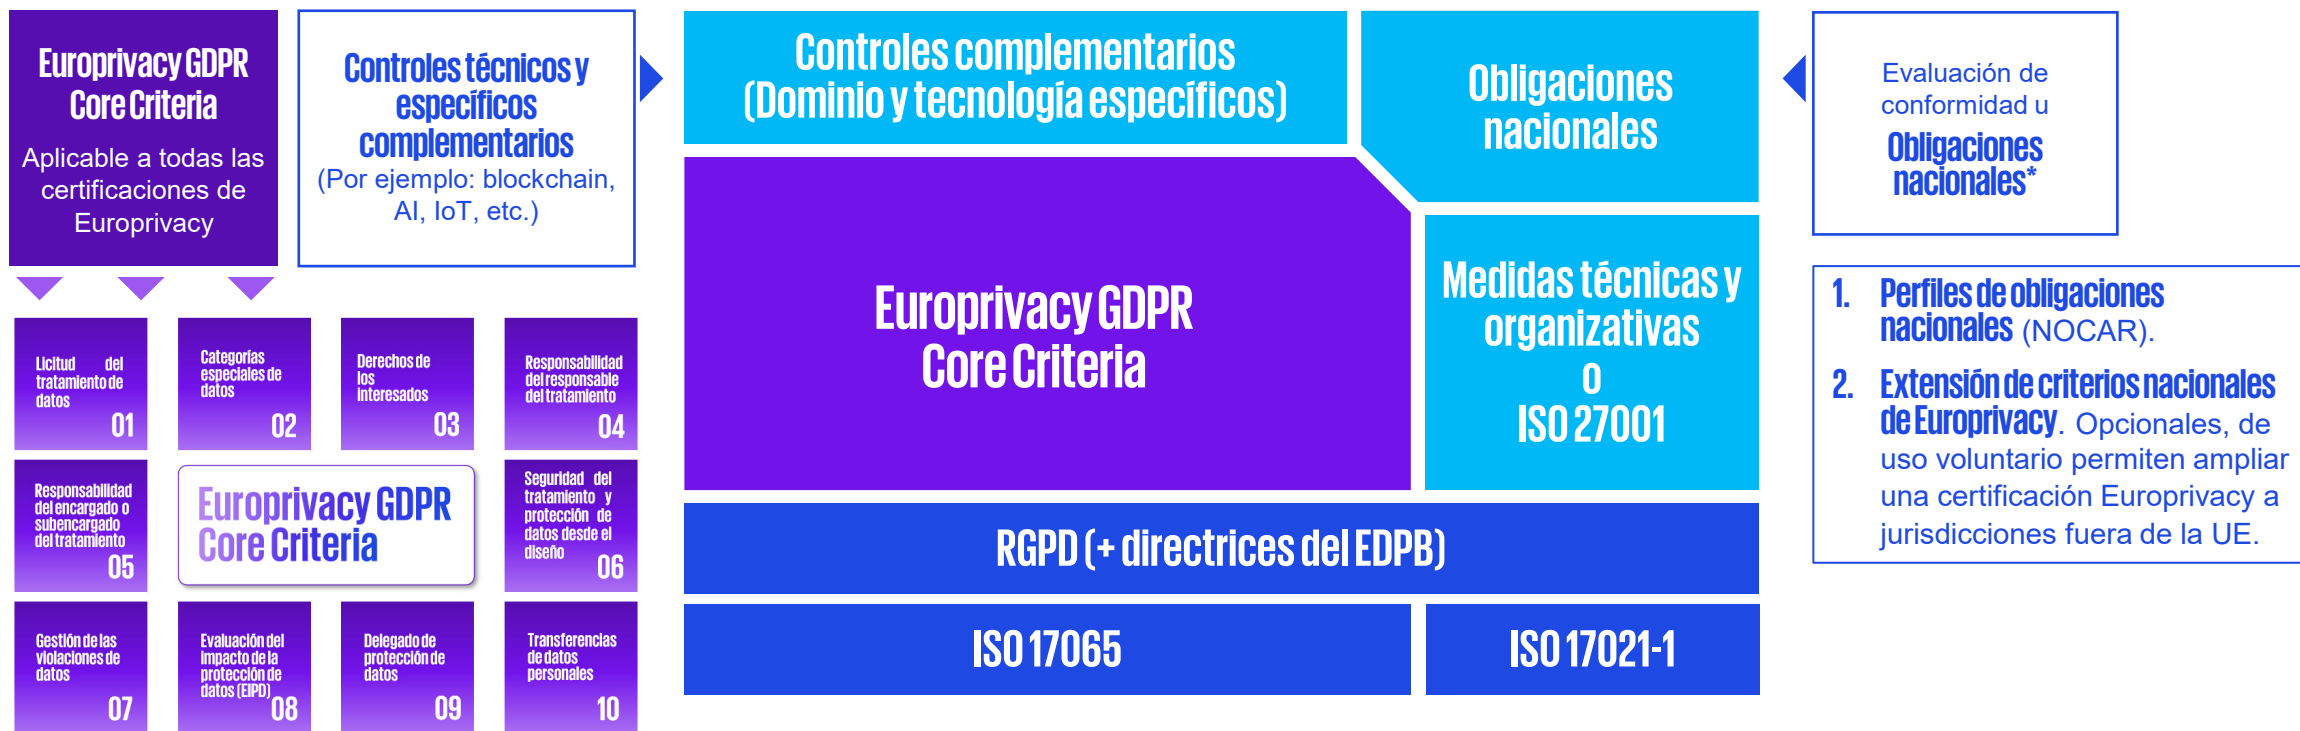 Europrivacy GDPR
Core Criteria
Aplicable a todas las
certificaciones de
Europrivacy
Controles técnicos y
específicos
complementarios
(Por ejemplo: blockchain,
AI, IoT, etc.)
Licitud del
tratamiento de
datos
01
Categorías
especiales de
datos
02
Derechos de
los
interesados
03
Responsabilidad
del responsable
del tratamiento
04
Responsabilidad
del encargado o
subencargado
del tratamiento
05
Europrivacy GDPR
Core Criteria
Seguridad del
tratamiento y
protección de
datos desde el
diseño
06
Gestión de las
violaciones de
datos
07
Evaluación del
impacto de la
protección de
datos (EIPD)
08
Delegado de
protección de
datos
09
Transferencias
de datos
personales
10
Controles complementarios
(Dominio y tecnología específicos)
Obligaciones
nacionales
Europrivacy GDPR
Core Criteria
Medidas técnicas y
organizativas
o
ISO 27001
RGPD (+ directrices del EDPB)
ISO 17065
ISO 17021-1
Evaluación de
conformidad u
Obligaciones
nacionales*
1. Perfiles de obligaciones
nacionales (NOCAR).
2. Extensión de criterios nacionales
de Europrivacy. Opcionales, de
uso voluntario permiten ampliar
una certificación Europrivacy a
jurisdicciones fuera de la UE.